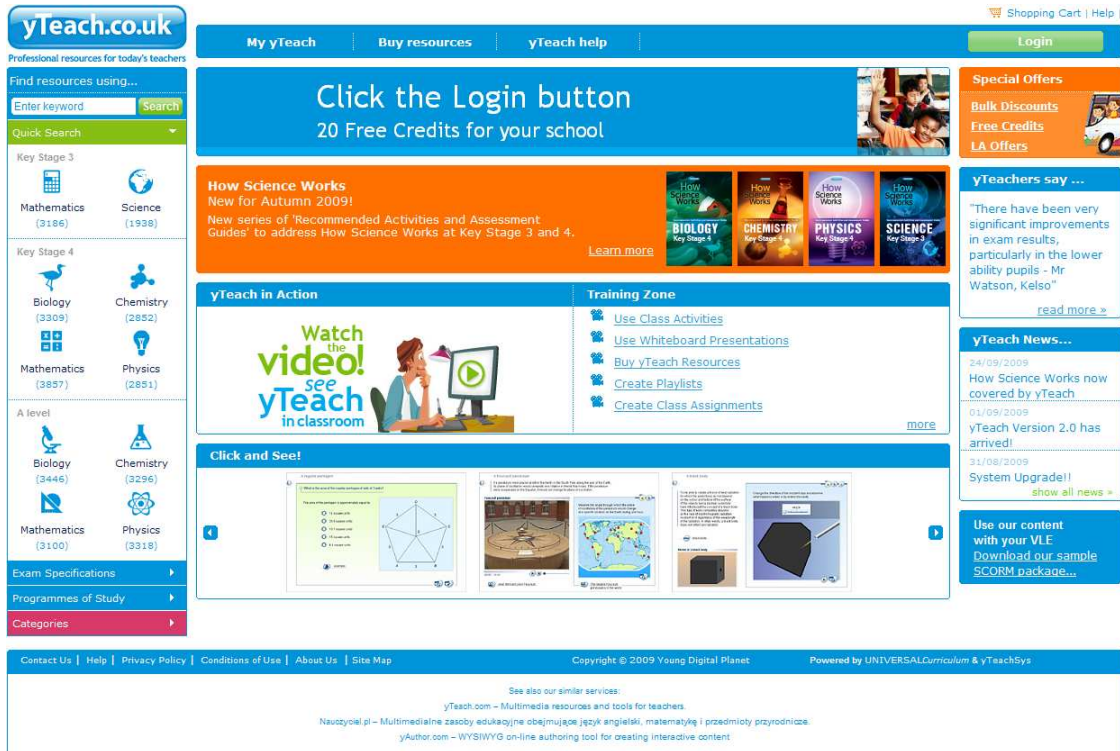 yTeach.co.uk
Professional resources for today's teachers
Shopping Cart | Help |
My yTeach
Buy resources
yTeach help
Login
Find resources using...
Enter keyword
Search
Quick Search
Key Stage 3
Mathematics
(3186)
Science
(1938)
Key Stage 4
Biology
(3309)
Chemistry
(2852)
Mathematics
(3857)
Physics
(2851)
A level
Biology
(3446)
Chemistry
(3296)
Mathematics
(3100)
Physics
(3318)
Exam Specifications
Programmes of Study
Categories
Click the Login button
20 Free Credits for your school
How Science Works
New for Autumn 2009!
New series of 'Recommended Activities and Assessment
Guides' to address How Science Works at Key Stage 3 and 4.
Learn more
How
Science
Works
BIOLOGY
Key Stage 4
How
Science
Works
CHEMISTRY
Key Stage 4
How
Science
Works
PHYSICS
Key Stage 4
How
Science
Works
SCIENCE
Key Stage 3
yTeach in Action
Watch
the
video!
see
yTeach
in classroom
Training Zone
Use Class Activities
Use Whiteboard Presentations
Buy yTeach Resources
Create Playlists
Create Class Assignments
more
Click and See!
Special Offers
Bulk Discounts
Free Credits
LA Offers
yTeachers say ...
"There have been very
significant improvements
in exam results,
particularly in the lower
ability pupils - Mr
Watson, Kelso"
read more »
yTeach News...
24/09/2009
How Science Works now
covered by yTeach
01/09/2009
yTeach Version 2.0 has
arrived!
31/08/2009
System Upgrade!!
show all news »
Use our content
with your VLE
Download our sample
SCORM package...
Contact Us | Help | Privacy Policy | Conditions of Use | About Us | Site Map
Copyright © 2009 Young Digital Planet
Powered by UNIVERSALCurriculum & yTeachSys
See also our similar services:
yTeach.com – Multimedia resources and tools for teachers.
Nauczyciel.pl – Multimedialne zasoby edukacyjne obejmujące język angielski, matematykę i przedmioty przyrodnicze.
yAuthor.com – WYSIWYG on-line authoring tool for creating interactive content